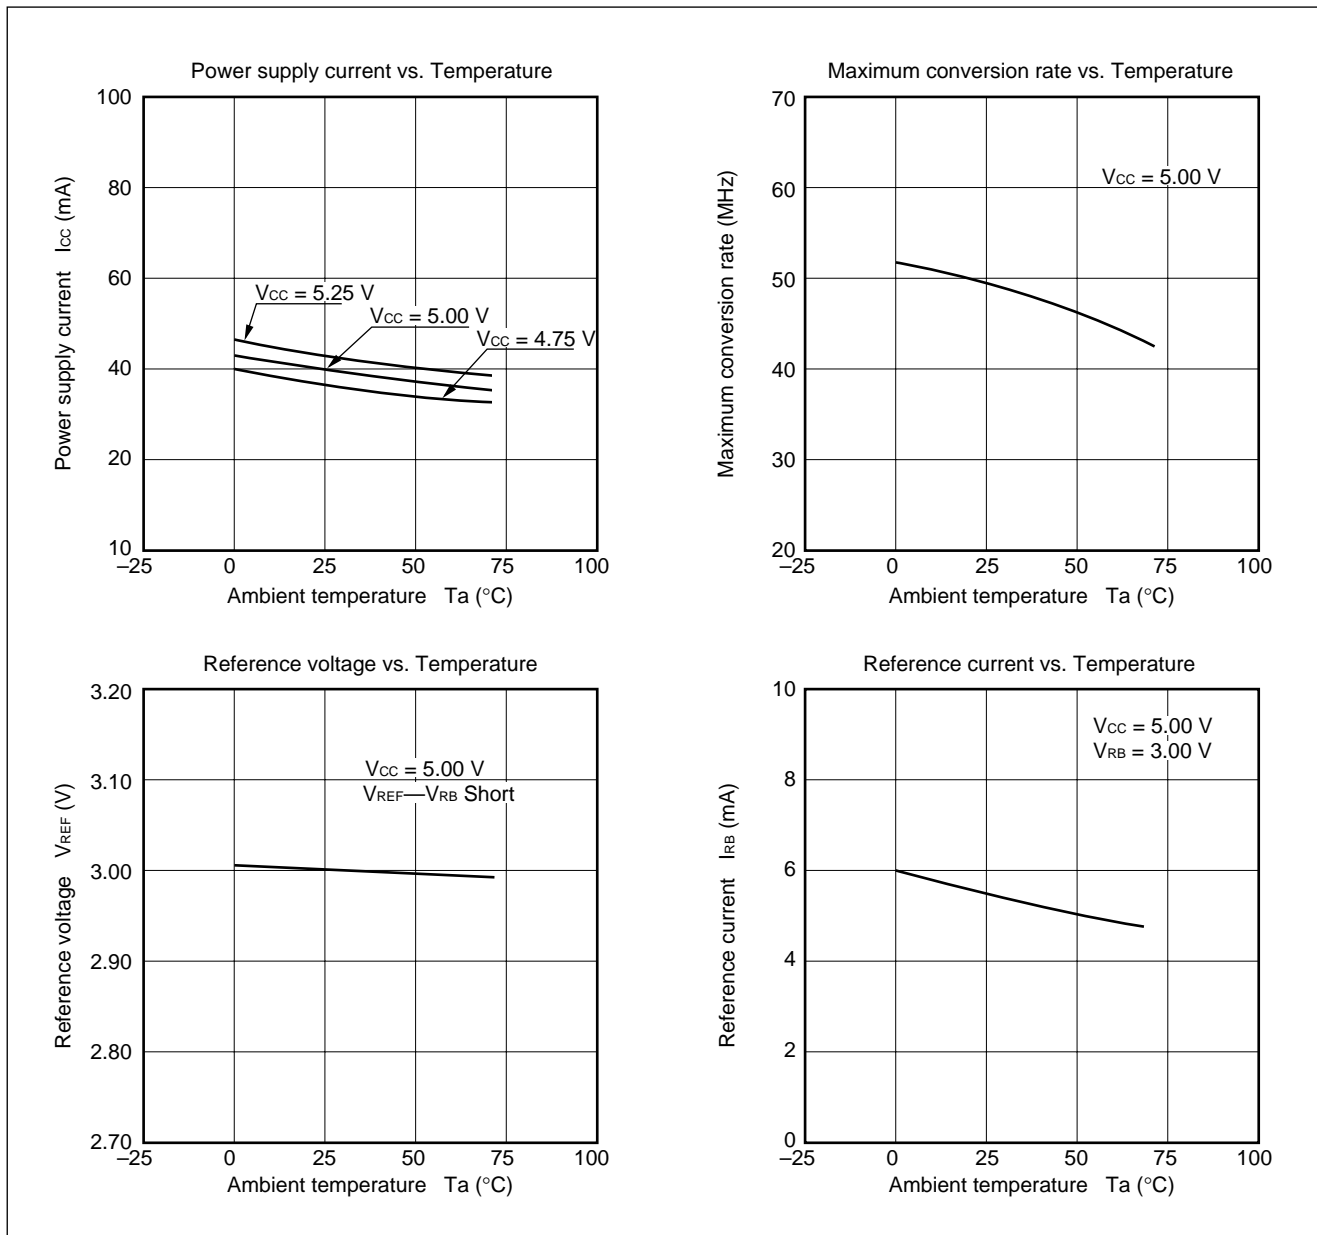 Power supply current vs. Temperature
100
80
60
40
20
10
Power supply current ICC (mA)
VCC = 5.25 V
VCC = 5.00 V
VCC = 4.75 V
–25 0 25 50 75 100
Ambient temperature Ta (°C)
Maximum conversion rate vs. Temperature
70
60
50
40
30
20
Maximum conversion rate (MHz)
VCC = 5.00 V
–25 0 25 50 75 100
Ambient temperature Ta (°C)
Reference voltage vs. Temperature
3.20
3.10
3.00
2.90
2.80
2.70
Reference voltage VREF (V)
VCC = 5.00 V
VREF—VRB Short
–25 0 25 50 75 100
Ambient temperature Ta (°C)
Reference current vs. Temperature
10
8
6
4
2
0
Reference current IRB (mA)
VCC = 5.00 V
VRB = 3.00 V
–25 0 25 50 75 100
Ambient temperature Ta (°C)